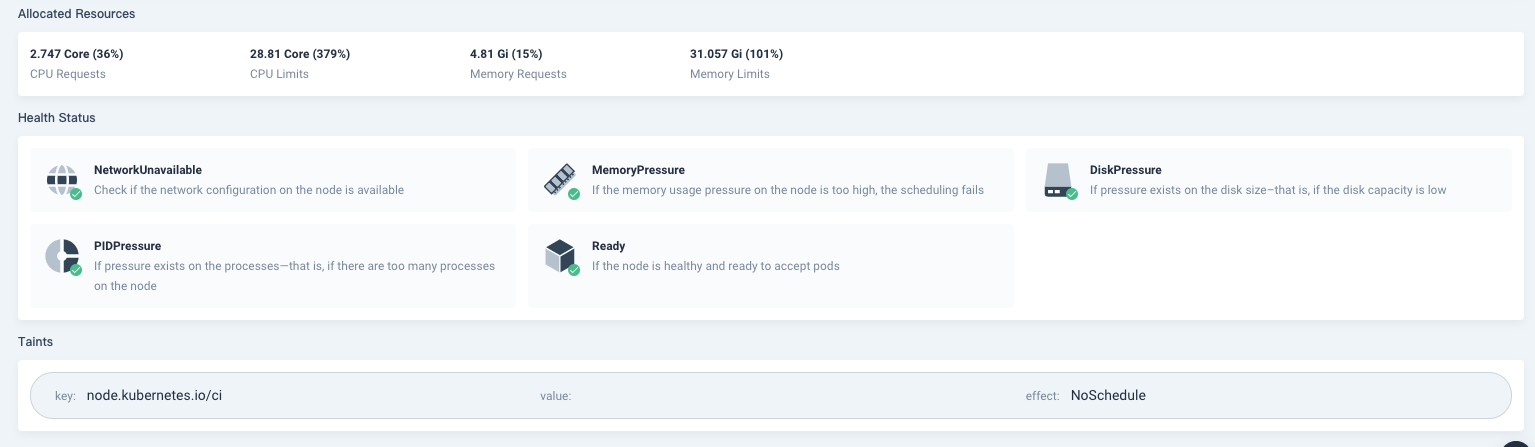 Allocated Resources
2.747 Core (36%) 28.81 Core (379%) 4.81 Gi (15%) 31.057 Gi (101%)
CPU Requests CPU Limits Memory Requests Memory Limits
Health Status
NetworkUnavailable
Check if the network configuration on the node is available
MemoryPressure
If the memory usage pressure on the node is too high, the scheduling fails
DiskPressure
If pressure exists on the disk size–that is, if the disk capacity is low
PIDPressure
If pressure exists on the processes—that is, if there are too many processes
on the node
Ready
If the node is healthy and ready to accept pods
Taints
key: node.kubernetes.io/ci value: effect: NoSchedule